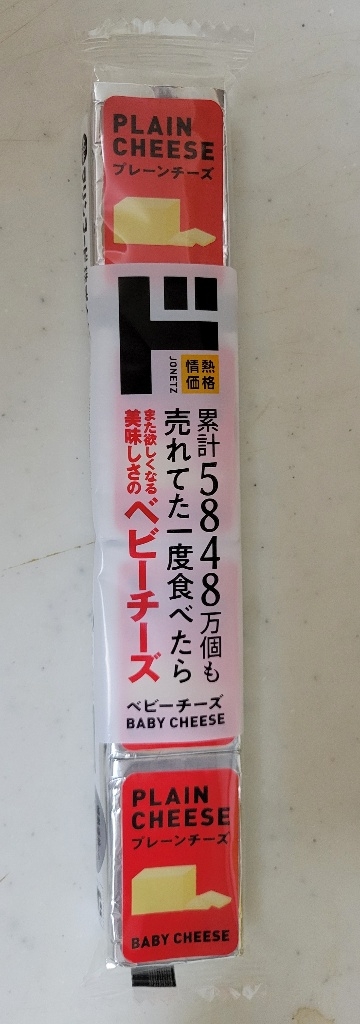 PLAIN
CHEESE
プレーンチーズ
ド
JONETZ
情熱
価格
累計5848万個も
売れてた一度食べたら
また欲しくなる
美味しさの
ベビーチーズ
ベビーチーズ
BABY CHEESE
PLAIN
CHEESE
プレーンチーズ
BABY CHEESE